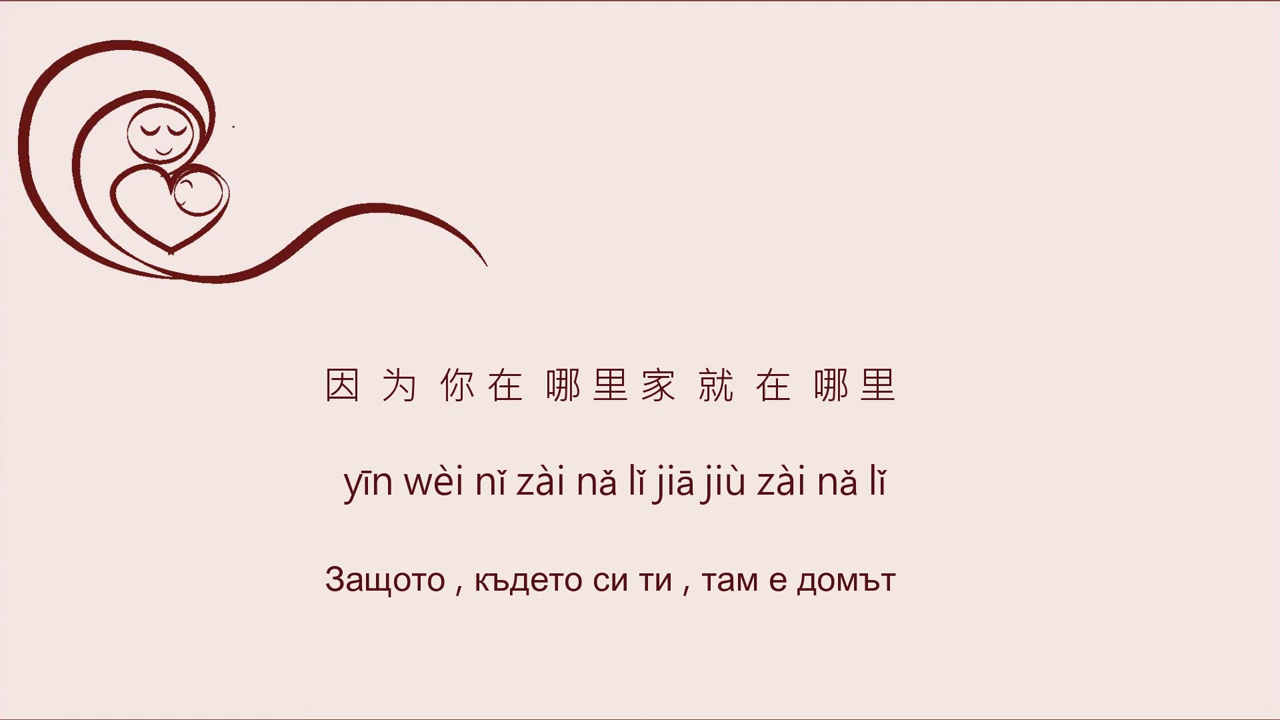 因 为 你 在 哪 里 家 就 在 哪 里
yīn wèi nǐ zài nǎ lǐ jiā jiù zài nǎ lǐ
Защото , където си ти , там е домът